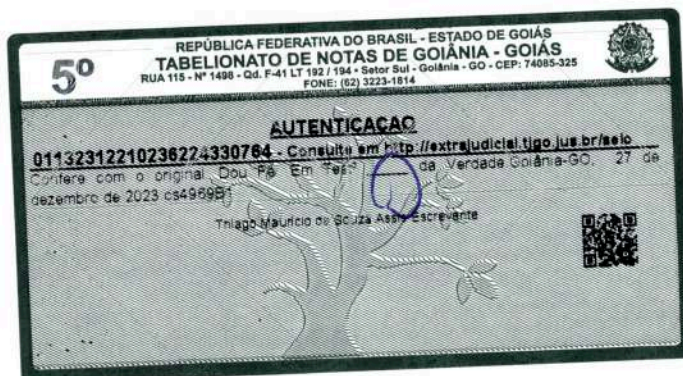 REPÚBLICA FEDERATIVA DO BRASIL - ESTADO DE GOIÁS
5º TABELIONATO DE NOTAS DE GOIÂNIA - GOIÁS
RUA 115 - Nº 1498 - Qd. F-41 LT 192 / 194 • Setor Sul - Goiânia - GO - CEP: 74085-325
FONE: (62) 3223-1814
AUTENTICAÇÃO
01132312210236224330764 - Consulte em http://extrajudicial.tjgo.jus.br/selo
Confere com o original. Dou Fé. Em Testº ______ da Verdade Goiânia-GO, 27 de
dezembro de 2023
Thiago Mauricio de Souza Assis Escrevente